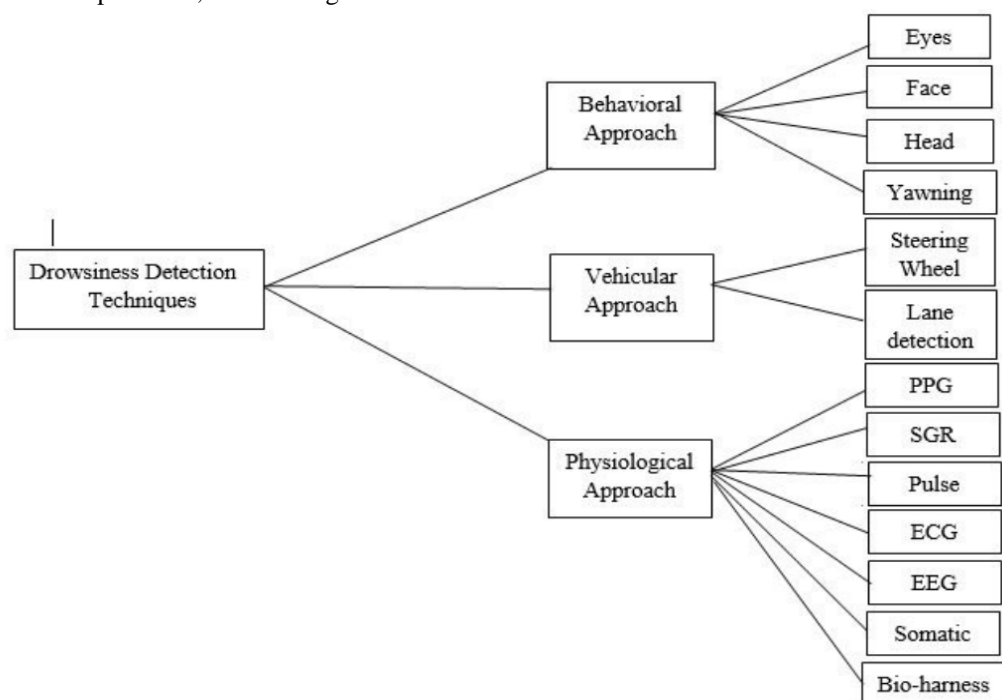 Eyes
Behavioral
Approach
Face
Head
Yawning
Drowsiness Detection
Techniques
Vehicular
Approach
Steering
Wheel
Lane
detection
Physiological
Approach
PPG
SGR
Pulse
ECG
EEG
Somatic
Bio-harness